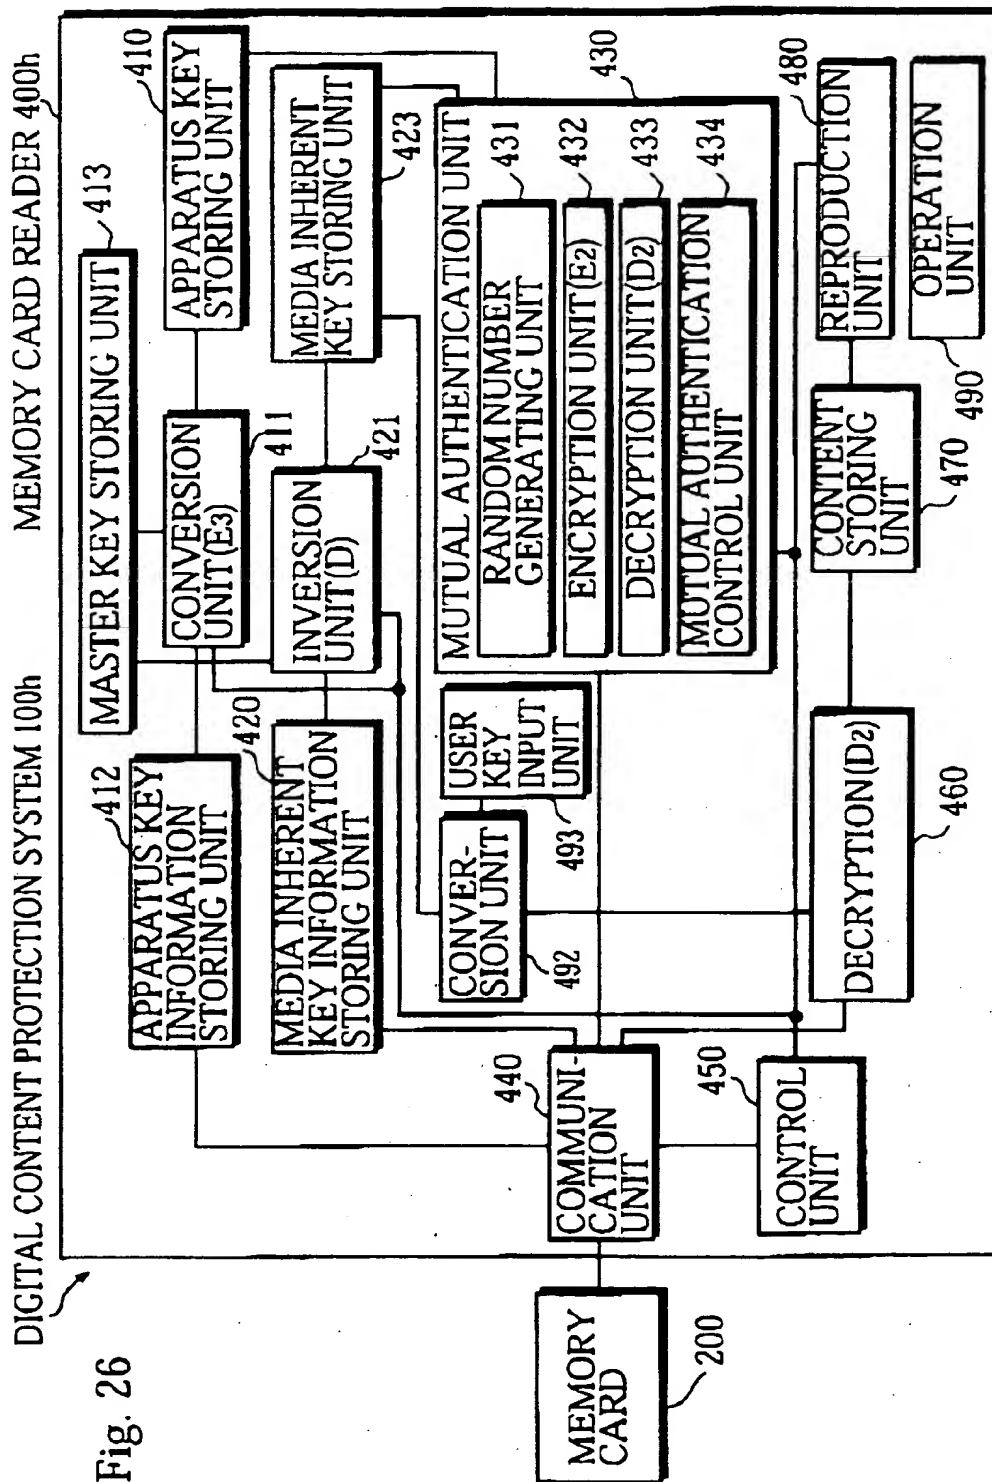 Fig. 26
DIGITAL CONTENT PROTECTION SYSTEM 100h
MEMORY CARD READER 400h
MASTER KEY STORING UNIT
413
412
APPARATUS KEY
INFORMATION
STORING UNIT
CONVERSION
UNIT(E3)
411
APPARATUS KEY
STORING UNIT
410
420
MEDIA INHERENT
KEY INFORMATION
STORING UNIT
INVERSION
UNIT(D)
421
MEDIA INHERENT
KEY STORING UNIT
423
CONVER-
SION UNIT
492
USER
KEY
INPUT
UNIT
493
MUTUAL AUTHENTICATION UNIT
430
RANDOM NUMBER
GENERATING UNIT
431
ENCRYPTION UNIT(E2)
432
DECRYPTION UNIT(D2)
433
MUTUAL AUTHENTICATION
CONTROL UNIT
434
MEMORY
CARD
200
440
COMMUNI-
CATION
UNIT
450
CONTROL
UNIT
DECRYPTION(D2)
460
CONTENT
STORING
UNIT
470
REPRODUCTION
UNIT
480
OPERATION
UNIT
490